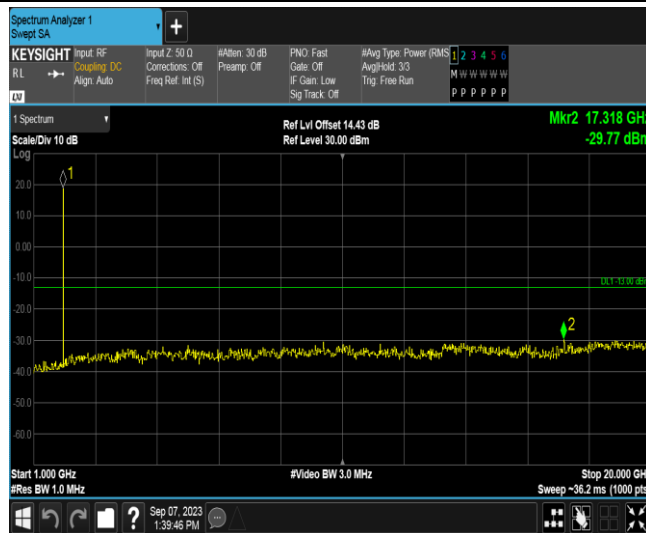 Spectrum Analyzer 1
Swept SA
+
KEYSIGHT
RL
LXI
Input: RF
Coupling: DC
Align: Auto
Input Z: 50 Ω
Corrections: Off
Freq Ref: Int (S)
#Atten: 30 dB
Preamp: Off
PNO: Fast
Gate: Off
IF Gain: Low
Sig Track: Off
#Avg Type: Power (RMS
Avg|Hold: 3/3
Trig: Free Run
1 2 3 4 5 6
M W W W W W
P P P P P P
1 Spectrum
Scale/Div 10 dB
Log
Ref Lvl Offset 14.43 dB
Ref Level 30.00 dBm
Mkr2 17.318 GHz
-29.77 dBm
1
20.0
10.0
0.00
-10.0
DL1 -13.00 dBm
-20.0
2
-30.0
-40.0
-50.0
-60.0
Start 1.000 GHz
#Video BW 3.0 MHz
Stop 20.000 GHz
#Res BW 1.0 MHz
Sweep ~36.2 ms (1000 pts
?
Sep 07, 2023
1:39:46 PM